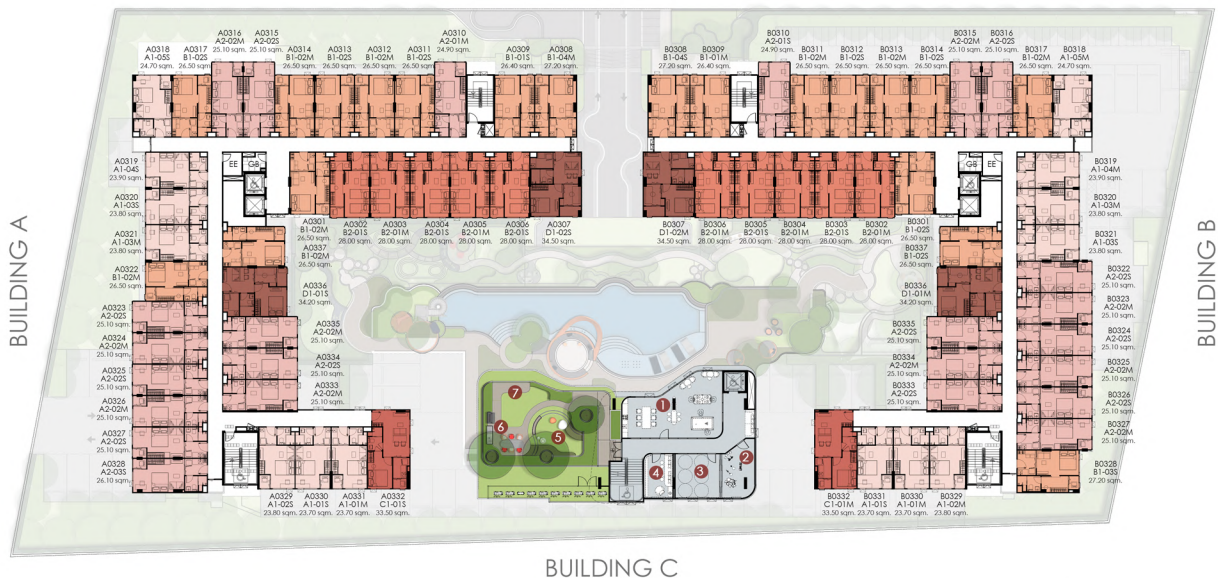 A0316
A2-02M
25.10 sqm.
A0315
A2-02S
25.10 sqm.
A0310
A2-01M
24.90 sqm.
A0318
A1-05S
24.70 sqm.
A0317
B1-02S
26.50 sqm.
A0314
B1-02M
26.50 sqm.
A0313
B1-02S
26.50 sqm.
A0312
B1-02M
26.50 sqm.
A0311
B1-02S
26.50 sqm.
A0309
B1-01S
26.40 sqm.
A0308
B1-04M
27.20 sqm.
B0308
B1-04S
27.20 sqm.
B0309
B1-01M
26.40 sqm.
B0310
A2-01S
24.90 sqm.
B0311
B1-02M
26.50 sqm.
B0312
B1-02S
26.50 sqm.
B0313
B1-02M
26.50 sqm.
B0314
B1-02S
26.50 sqm.
B0315
A2-02M
25.10 sqm.
B0316
A2-02S
25.10 sqm.
B0317
B1-02M
26.50 sqm.
B0318
A1-05M
24.70 sqm.
EE
GB
GB
EE
A0319
A1-04S
23.90 sqm.
A0320
A1-03S
23.80 sqm.
A0321
A1-03M
23.80 sqm.
A0322
B1-02M
26.50 sqm.
A0323
A2-02S
25.10 sqm.
A0324
A2-02M
25.10 sqm.
A0325
A2-02S
25.10 sqm.
A0326
A2-02M
25.10 sqm.
A0327
A2-02S
25.10 sqm.
A0328
A2-03S
26.10 sqm.
A0301
B1-02M
26.50 sqm.
A0302
B2-01S
28.00 sqm.
A0303
B2-01M
28.00 sqm.
A0304
B2-01S
28.00 sqm.
A0305
B2-01M
28.00 sqm.
A0306
B2-01S
28.00 sqm.
A0307
D1-02S
34.50 sqm.
B0307
D1-02M
34.50 sqm.
B0306
B2-01M
28.00 sqm.
B0305
B2-01S
28.00 sqm.
B0304
B2-01M
28.00 sqm.
B0303
B2-01S
28.00 sqm.
B0302
B2-01M
28.00 sqm.
B0301
B1-02S
26.50 sqm.
A0337
B1-02M
26.50 sqm.
A0336
D1-01S
34.20 sqm.
A0335
A2-02M
25.10 sqm.
A0334
A2-02S
25.10 sqm.
A0333
A2-02M
25.10 sqm.
B0337
B1-02S
26.50 sqm.
B0336
D1-01M
34.20 sqm.
B0335
A2-02S
25.10 sqm.
B0334
A2-02M
25.10 sqm.
B0333
A2-02S
25.10 sqm.
B0319
A1-04M
23.90 sqm.
B0320
A1-03M
23.80 sqm.
B0321
A1-03S
23.80 sqm.
B0322
A2-02S
25.10 sqm.
B0323
A2-02M
25.10 sqm.
B0324
A2-02S
25.10 sqm.
B0325
A2-02M
25.10 sqm.
B0326
A2-02S
25.10 sqm.
B0327
A2-02M
25.10 sqm.
B0328
B1-03S
27.20 sqm.
BUILDING A
BUILDING B
7
1
6
5
4
3
2
A0329
A1-02S
23.80 sqm.
A0330
A1-01S
23.70 sqm.
A0331
A1-01M
23.70 sqm.
A0332
C1-01S
33.50 sqm.
B0332
C1-01M
33.50 sqm.
B0331
A1-01S
23.70 sqm.
B0330
A1-01M
23.70 sqm.
B0329
A1-02M
23.80 sqm.
BUILDING C